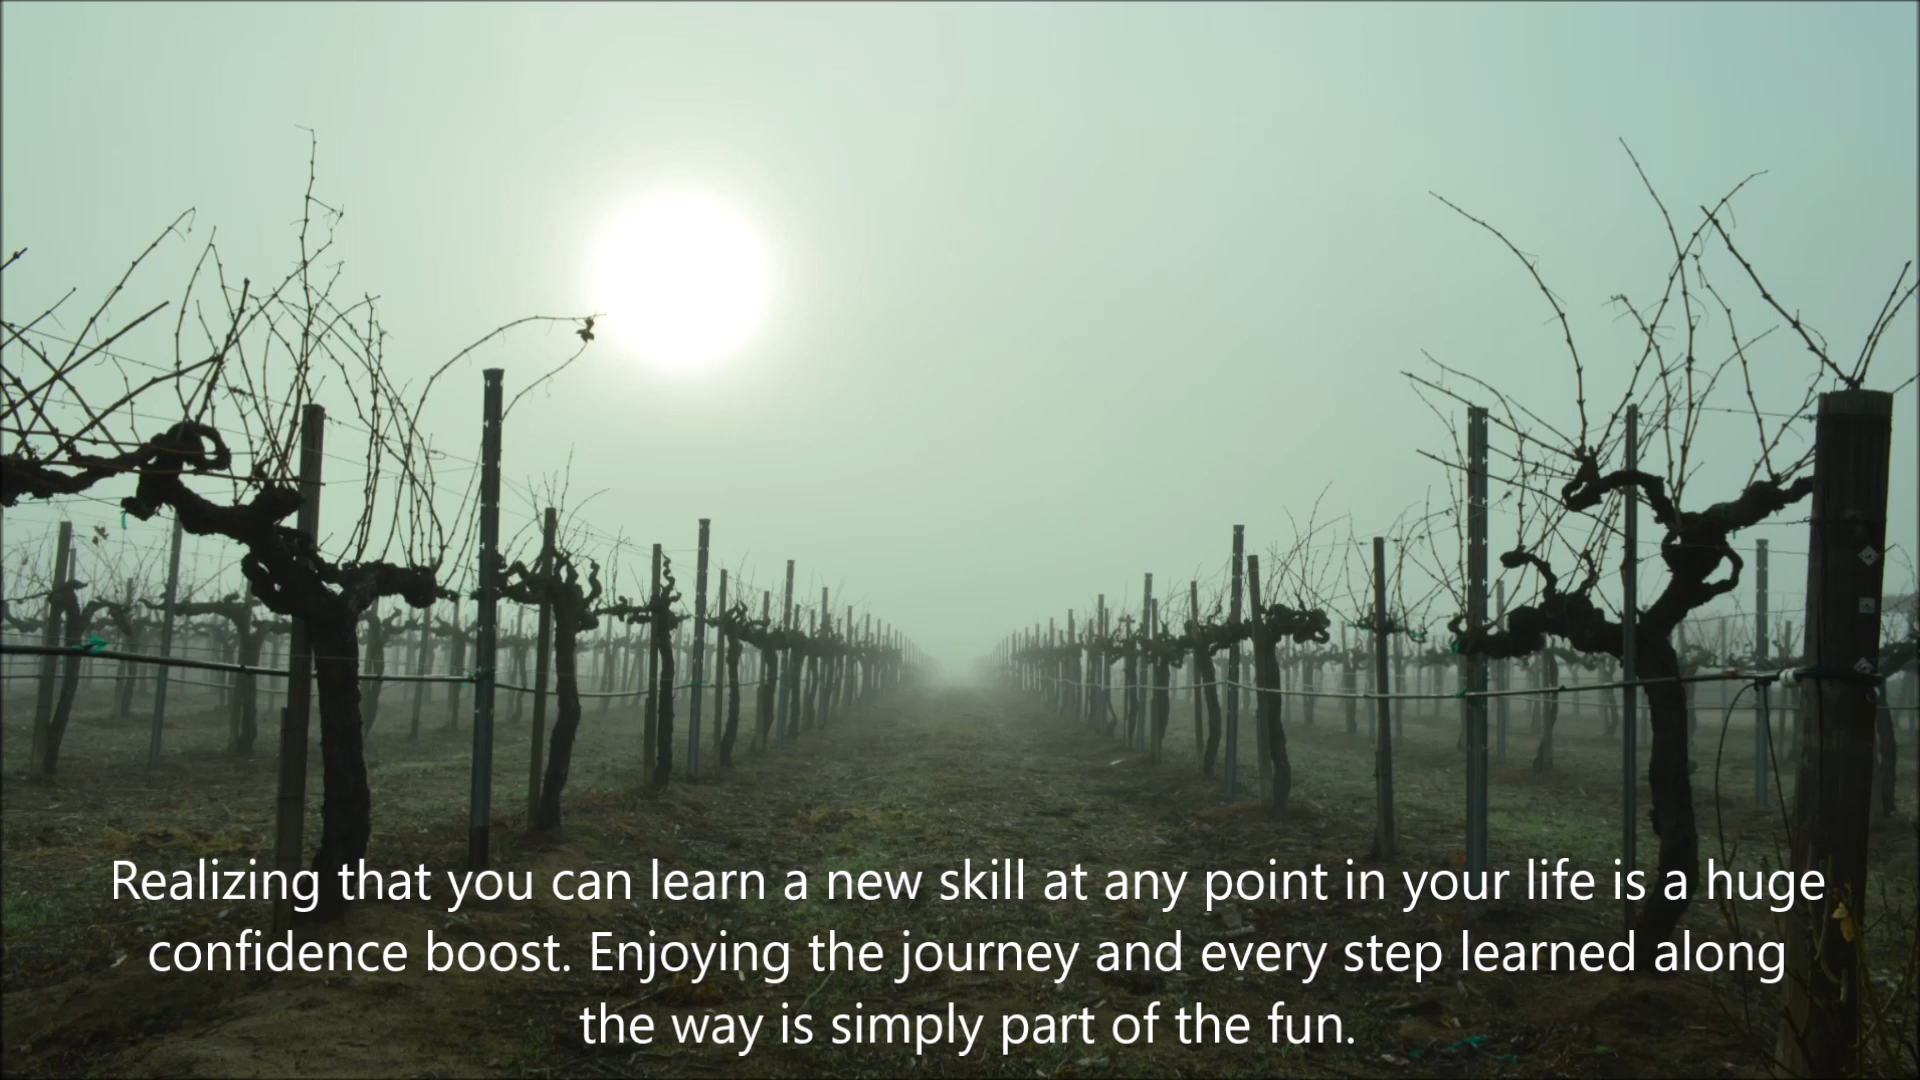 Realizing that you can learn a new skill at any point in your life is a huge
confidence boost. Enjoying the journey and every step learned along
the way is simply part of the fun.